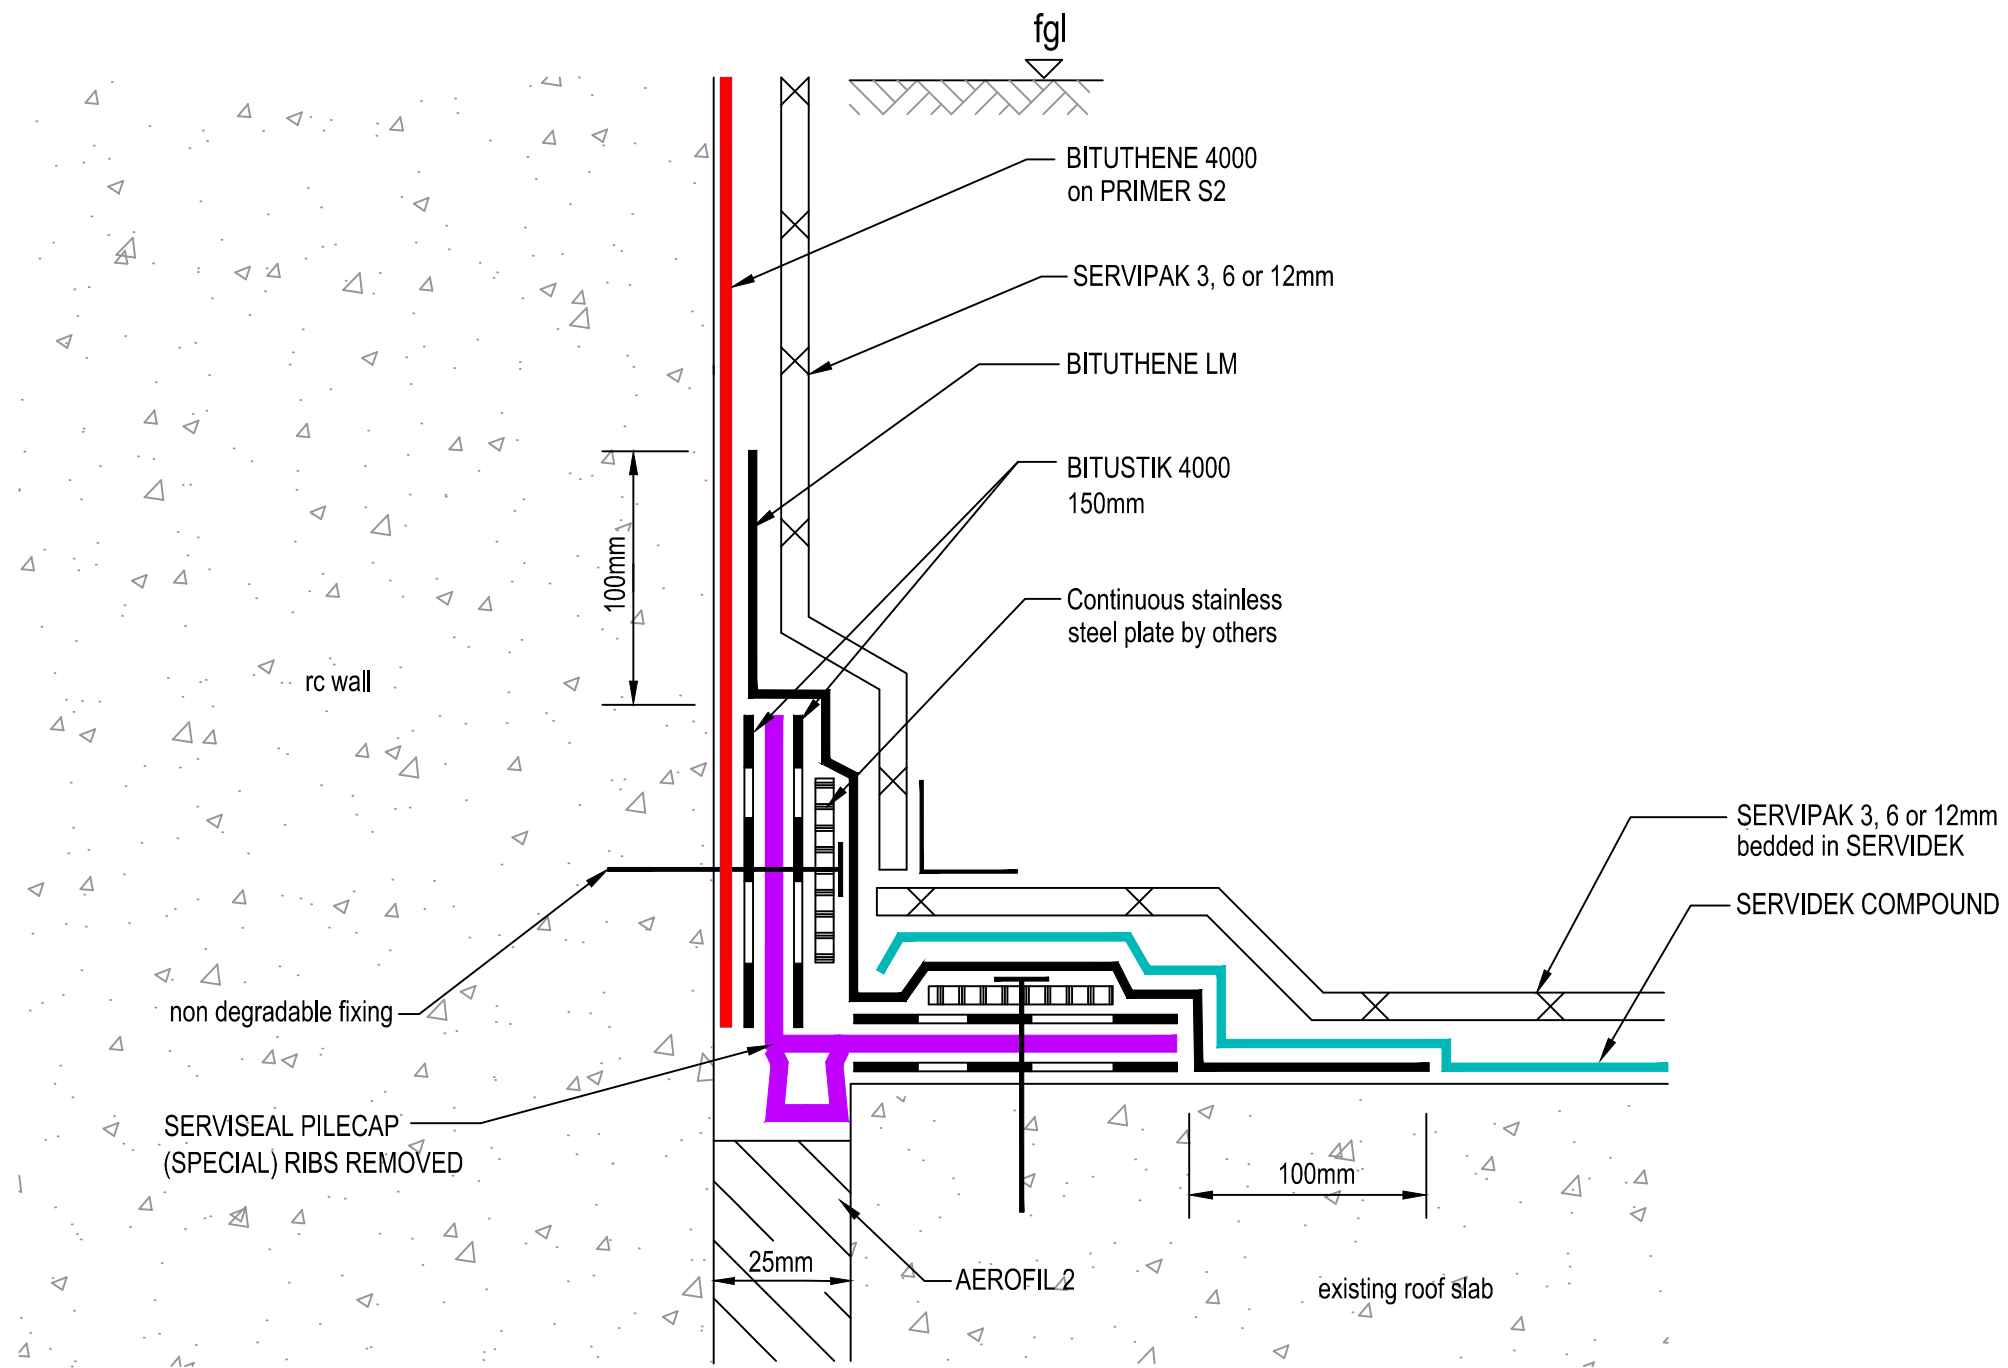 fgl
BITUTHENE 4000
on PRIMER S2
SERVIPAK 3, 6 or 12mm
BITUTHENE LM
BITUSTIK 4000
150mm
100mm
Continuous stainless
steel plate by others
rc wall
SERVIPAK 3, 6 or 12mm
bedded in SERVIDEK
SERVIDEK COMPOUND
non degradable fixing
SERVISEAL PILECAP
(SPECIAL) RIBS REMOVED
100mm
25mm
AEROFIL 2
existing roof slab